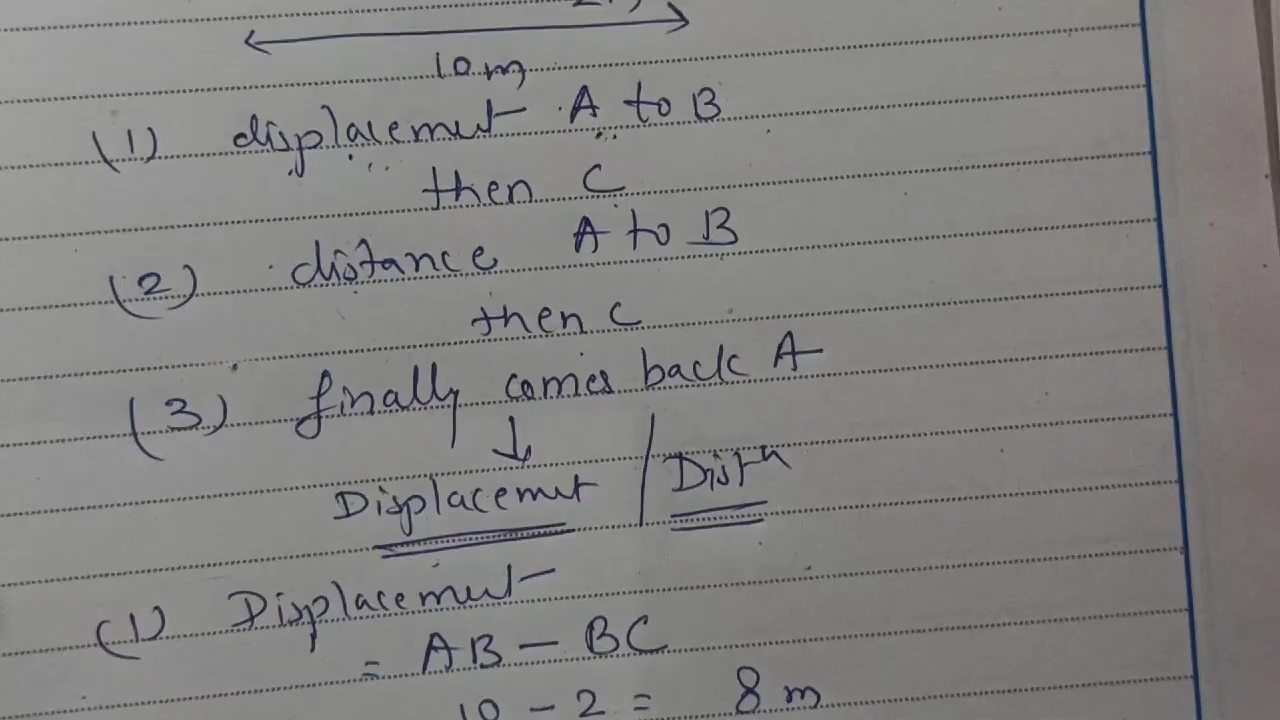 10 m
(1) displacement A to B
then C
(2) distance A to B
then C
(3) finally comes back A
↓
Displacement / Distn
(1) Displacement
= AB - BC
10 - 2 = 8 m